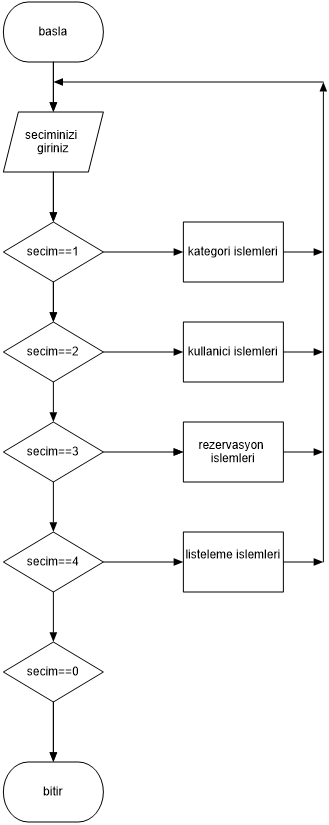 basla
seciminizi
giriniz
secim==1
kategori islemleri
secim==2
kullanici islemleri
secim==3
rezervasyon
islemleri
secim==4
listeleme islemleri
secim==0
bitir